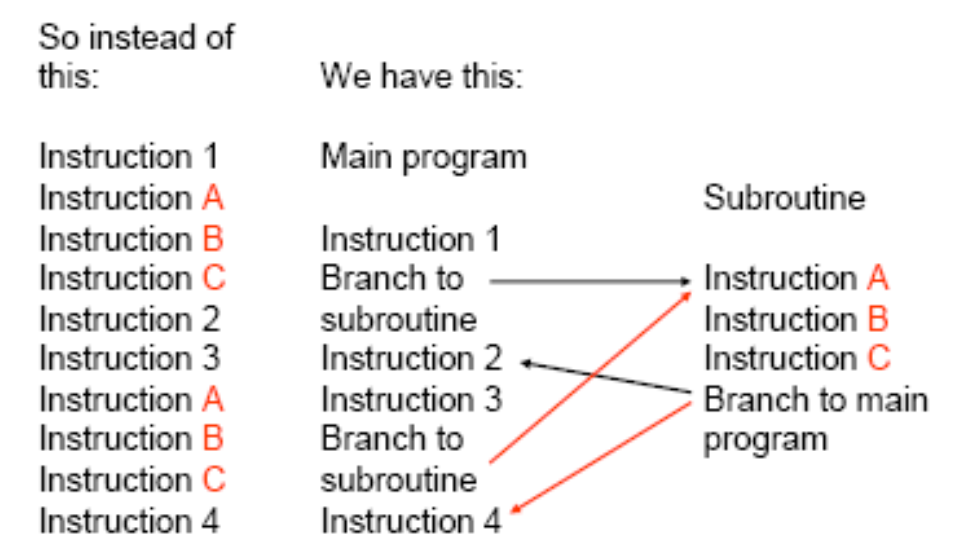 So instead of
this:
Instruction 1
Instruction A
Instruction B
Instruction C
Instruction 2
Instruction 3
Instruction A
Instruction B
Instruction C
Instruction 4
We have this:
Main program
Instruction 1
Branch to
subroutine
Instruction 2
Instruction 3
Branch to
subroutine
Instruction 4
Subroutine
Instruction A
Instruction B
Instruction C
Branch to main
program